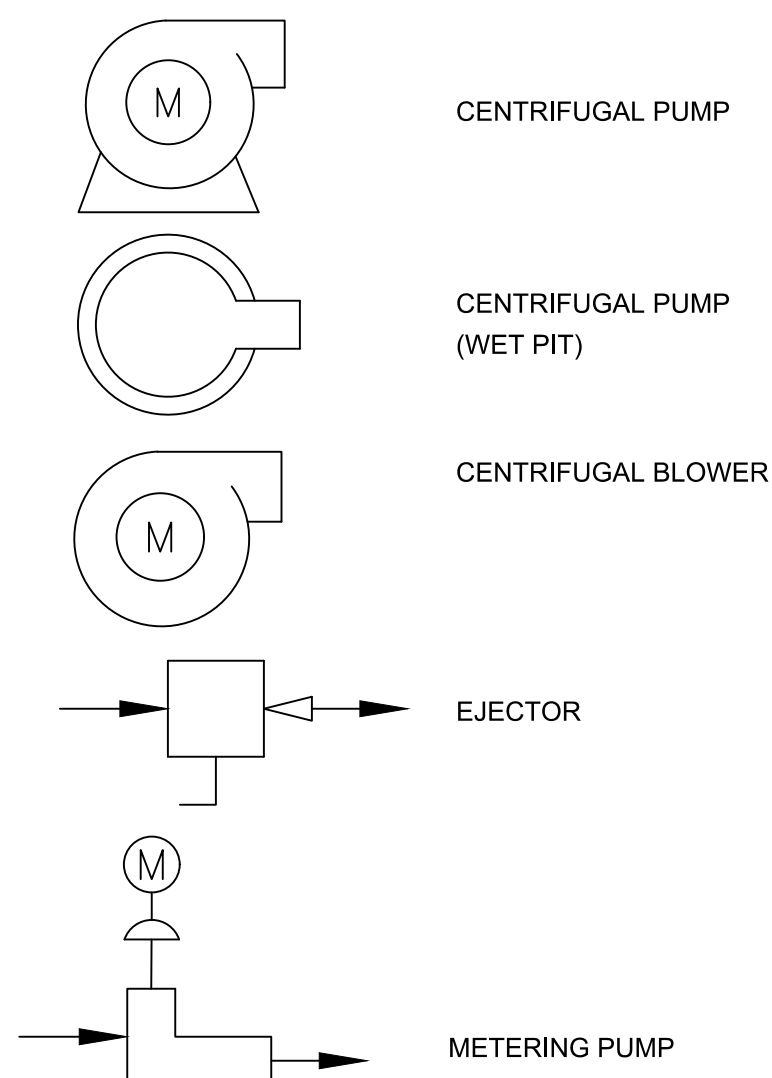 M
CENTRIFUGAL PUMP
CENTRIFUGAL PUMP
(WET PIT)
M
CENTRIFUGAL BLOWER
EJECTOR
M
METERING PUMP